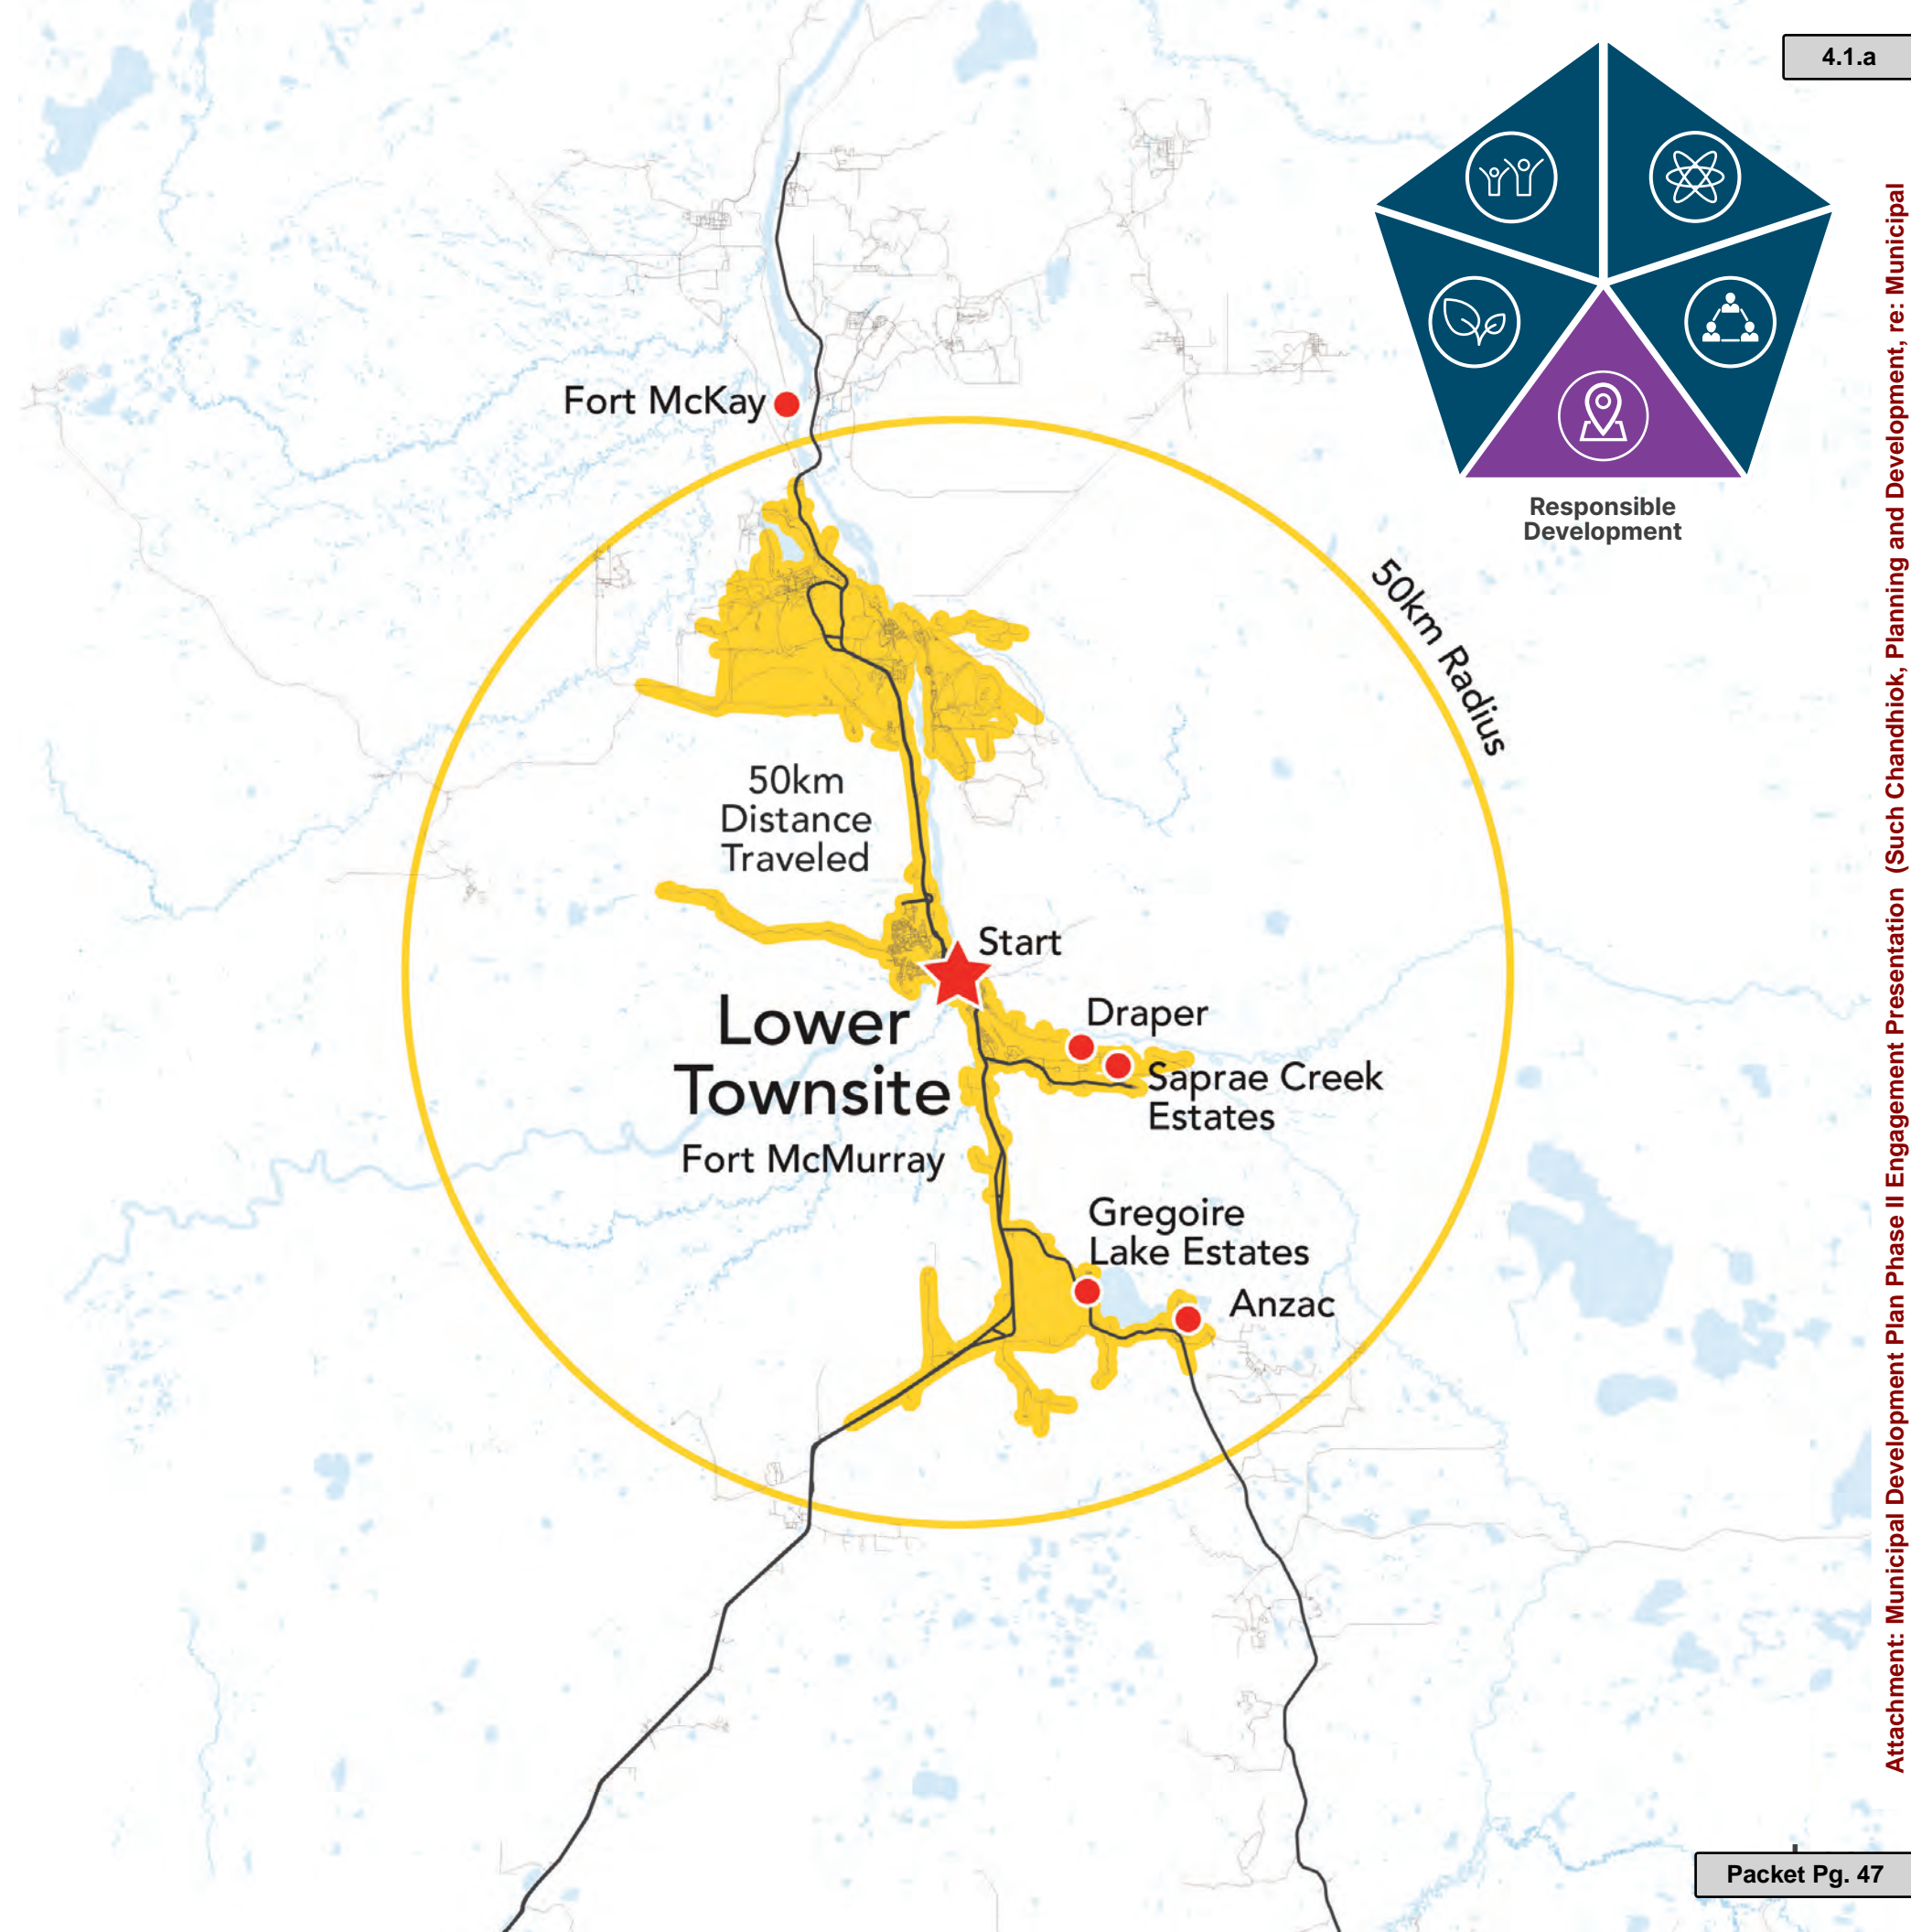 4.1.a
Responsible
Development
Fort McKay
50km Radius
50km
Distance
Traveled
Start
Lower
Townsite
Fort McMurray
Draper
Saprae Creek
Estates
Gregoire
Lake Estates
Anzac
Attachment: Municipal Development Plan Phase II Engagement Presentation (Such Chandhiok, Planning and Development, re: Municipal
Packet Pg. 47